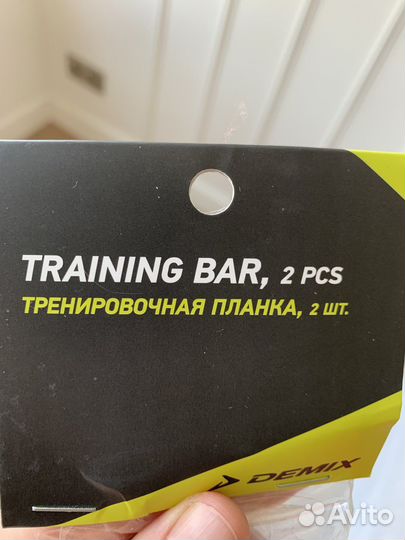 TRAINING BAR, 2 PCS
ТРЕНИРОВОЧНАЯ ПЛАНКА, 2 ШТ.
DEMIX
Avito